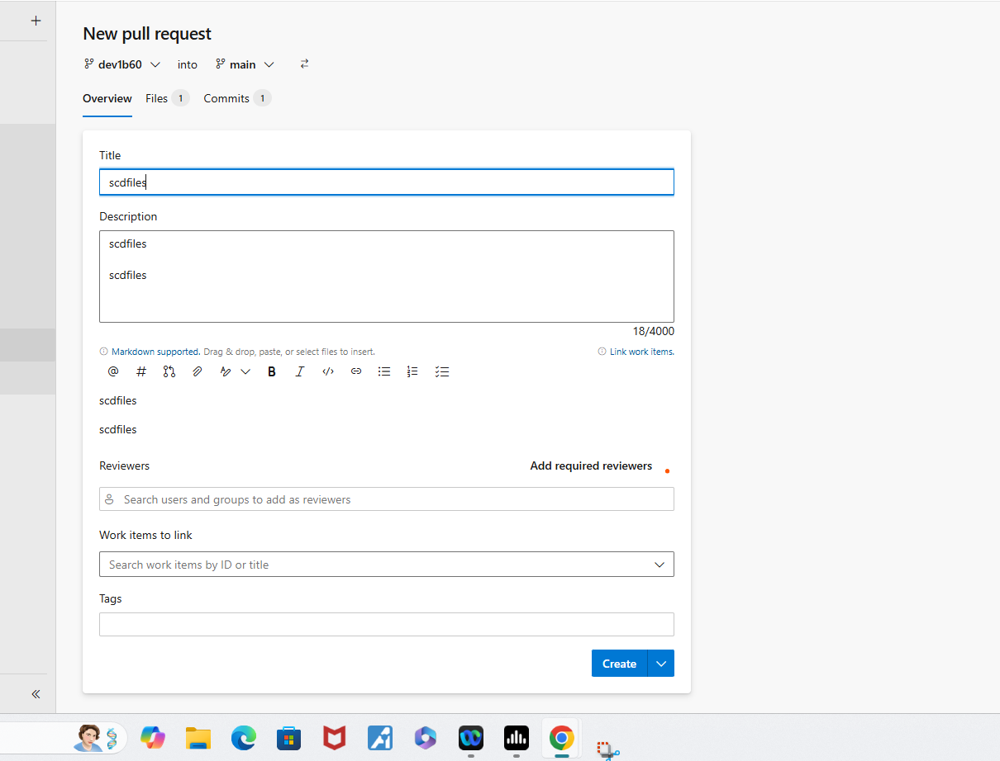 New pull request
dev1b60 into main
Overview Files 1 Commits 1
Title
scdfiles
Description
scdfiles
scdfiles
18/4000
Markdown supported. Drag & drop, paste, or select files to insert. Link work items.
@ # B I </>
scdfiles
scdfiles
Reviewers Add required reviewers
Search users and groups to add as reviewers
Work items to link
Search work items by ID or title
Tags
Create